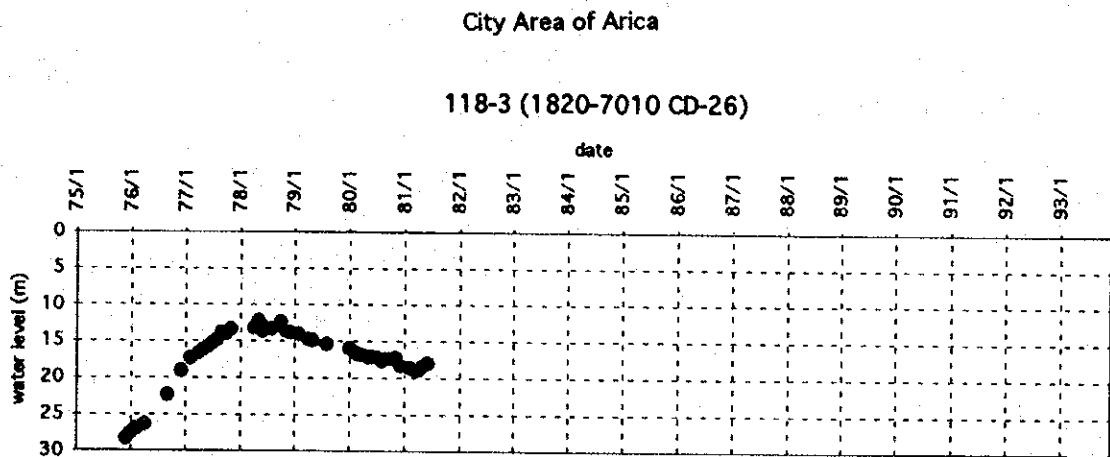 City Area of Arica
118-3 (1820-7010 CD-26)
date
75/1 76/1 77/1 78/1 79/1 80/1 81/1 82/1 83/1 84/1 85/1 86/1 87/1 88/1 89/1 90/1 91/1 92/1 93/1
water level (m)
0
5
10
15
20
25
30